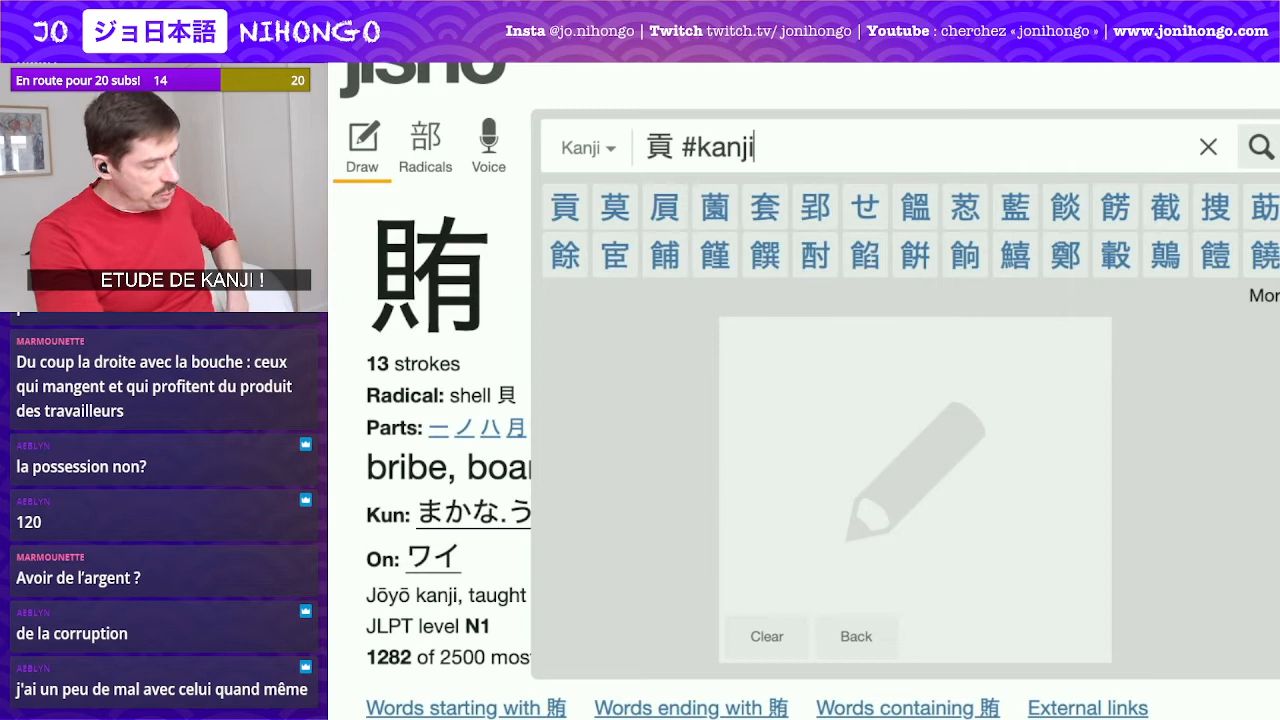 JO ジョ日本語 NIHONGO
Insta @jo.nihongo | Twitch twitch.tv/ jonihongo | Youtube : cherchez « jonihongo » | www.jonihongo.com
En route pour 20 subs! 14 20
ETUDE DE KANJI !
MARMOUNETTE
Du coup la droite avec la bouche : ceux
qui mangent et qui profitent du produit
des travailleurs
AEBLYN
la possession non?
AEBLYN
120
MARMOUNETTE
Avoir de l'argent ?
AEBLYN
de la corruption
AEBLYN
j'ai un peu de mal avec celui quand même
jisho
Draw Radicals Voice
Kanji 貢 #kanji
貢 莫 屓 薗 套 郢 せ 饂 荵 藍 餤 餝 截 捜
餘 宦 餔 饉 饌 酎 餡 餅 餉 鱚 鄭 轂 鷯 饐 饒
Mor
賄
13 strokes
Radical: shell 貝
Parts: 一 ノ ハ 月
bribe, boar
Kun: まかな.う
On: ワイ
Jōyō kanji, taught
JLPT level N1
1282 of 2500 mos
Clear Back
Words starting with 賄 Words ending with 賄 Words containing 賄 External links